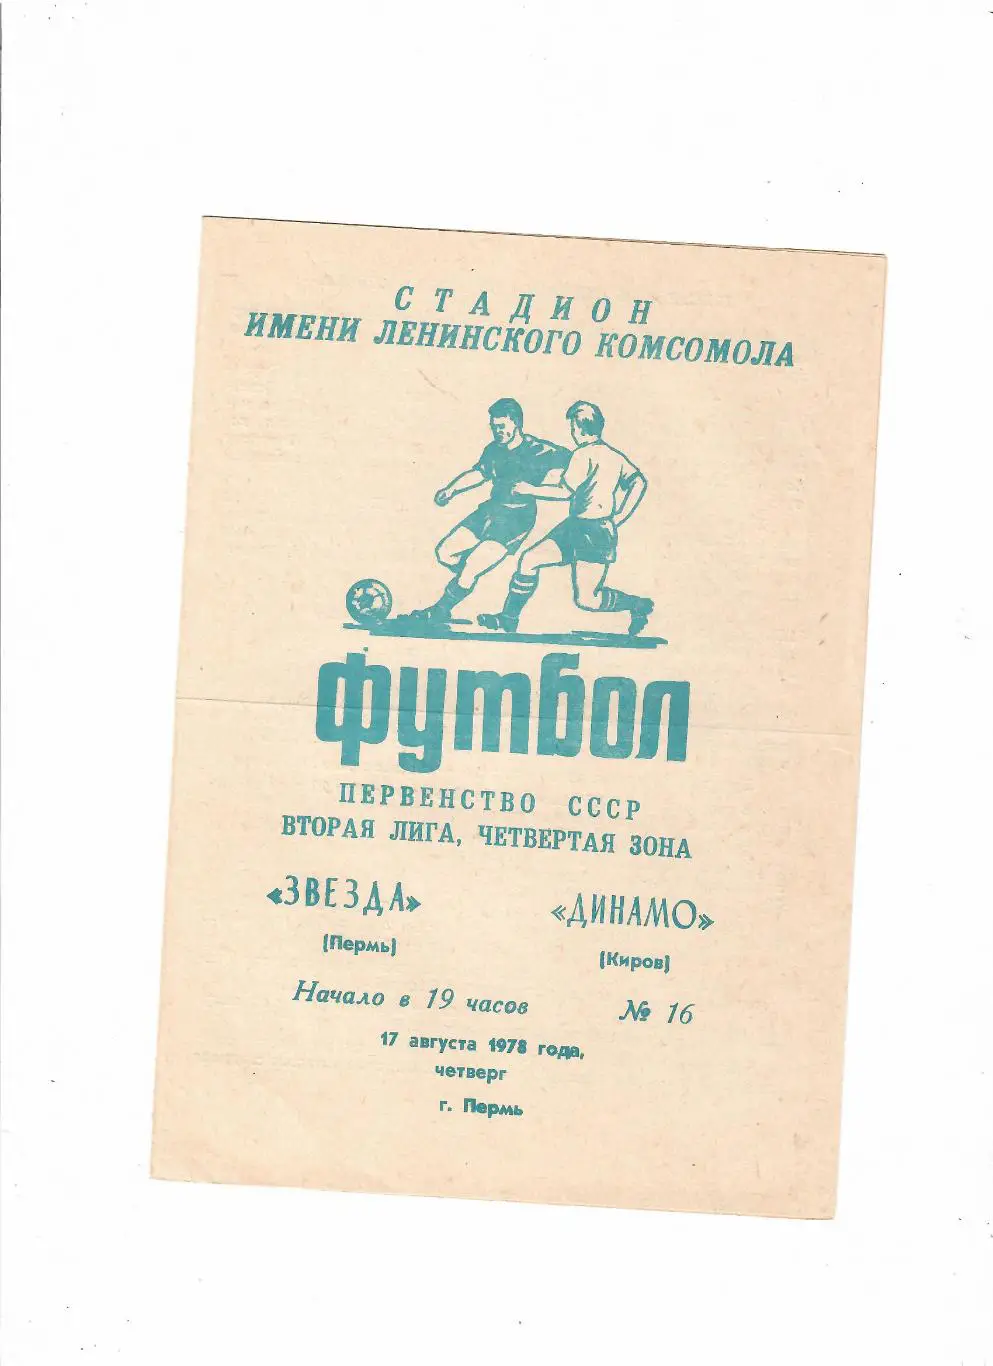 СТАДИОН
ИМЕНИ ЛЕНИНСКОГО КОМСОМОЛА
футбол
ПЕРВЕНСТВО СССР
ВТОРАЯ ЛИГА, ЧЕТВЕРТАЯ ЗОНА
«ЗВЕЗДА» «ДИНАМО»
(Пермь) (Киров)
Начало в 19 часов № 16
17 августа 1978 года,
четверг
г. Пермь